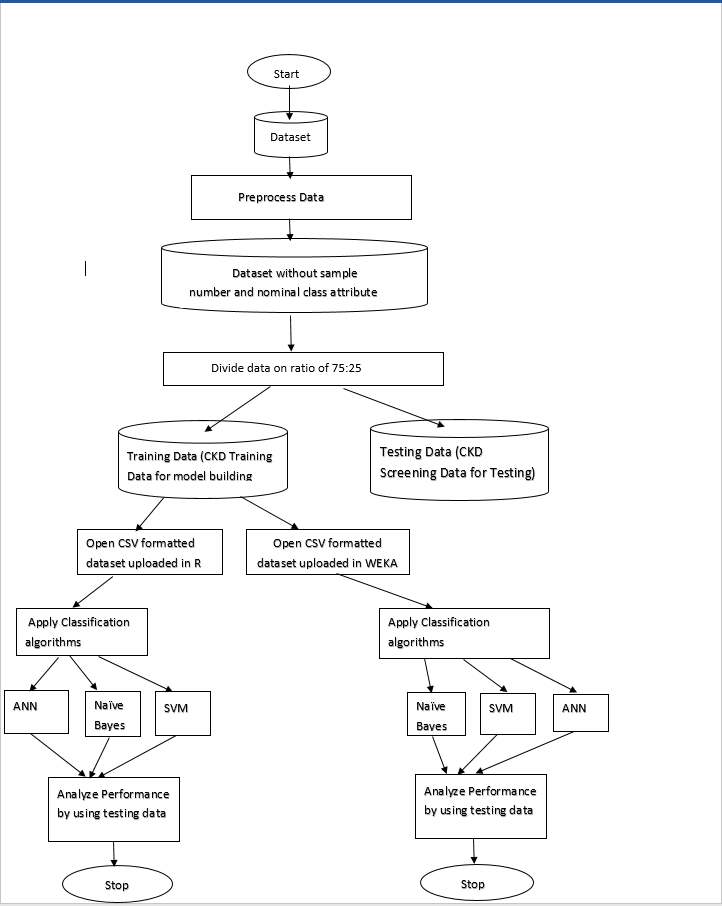 Start
Dataset
Preprocess Data
Dataset without sample
number and nominal class attribute
Divide data on ratio of 75:25
Training Data (CKD Training
Data for model building
Testing Data (CKD
Screening Data for Testing)
Open CSV formatted
dataset uploaded in R
Open CSV formatted
dataset uploaded in WEKA
Apply Classification
algorithms
Apply Classification
algorithms
ANN
Naïve
Bayes
SVM
Naïve
Bayes
SVM
ANN
Analyze Performance
by using testing data
Analyze Performance
by using testing data
Stop
Stop